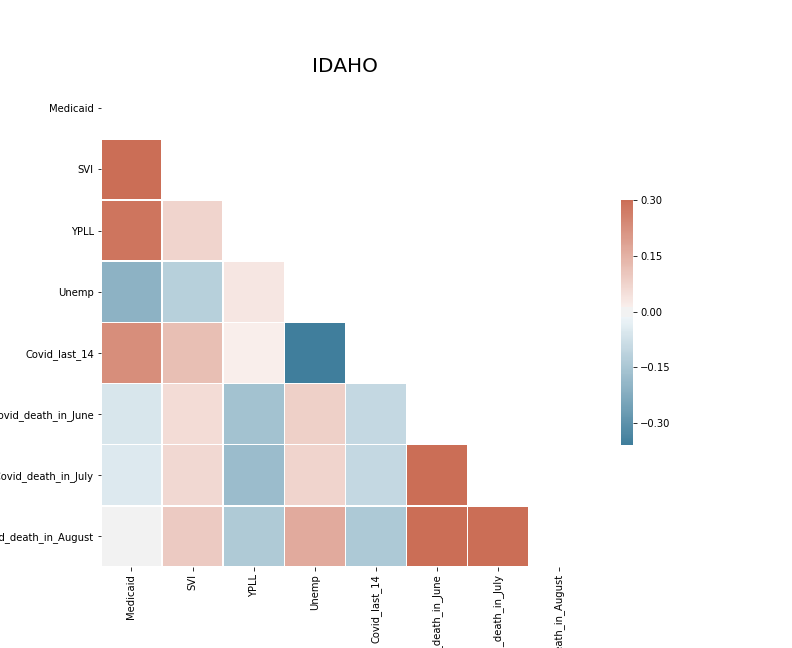 IDAHO
Medicaid
SVI
YPLL
Unemp
Covid_last_14
ovid_death_in_June
Covid_death_in_July
d_death_in_August
0.30
0.15
0.00
−0.15
−0.30
Medicaid
SVI
YPLL
Unemp
Covid_last_14
_death_in_June
_death_in_July
eath_in_August